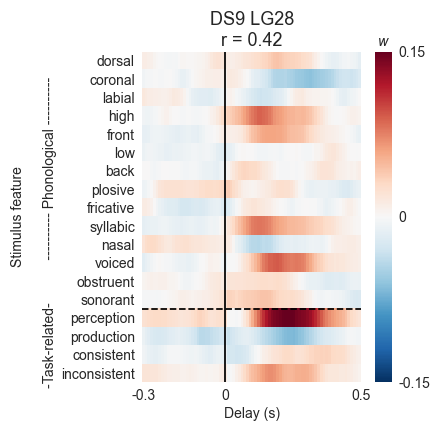 DS9 LG28
r = 0.42
w
dorsal
coronal
labial
high
front
low
back
plosive
fricative
syllabic
nasal
voiced
obstruent
sonorant
perception
production
consistent
inconsistent
Stimulus feature
---------- Phonological ----------
-Task-related-
-0.3
0
0.5
Delay (s)
0.15
0
-0.15